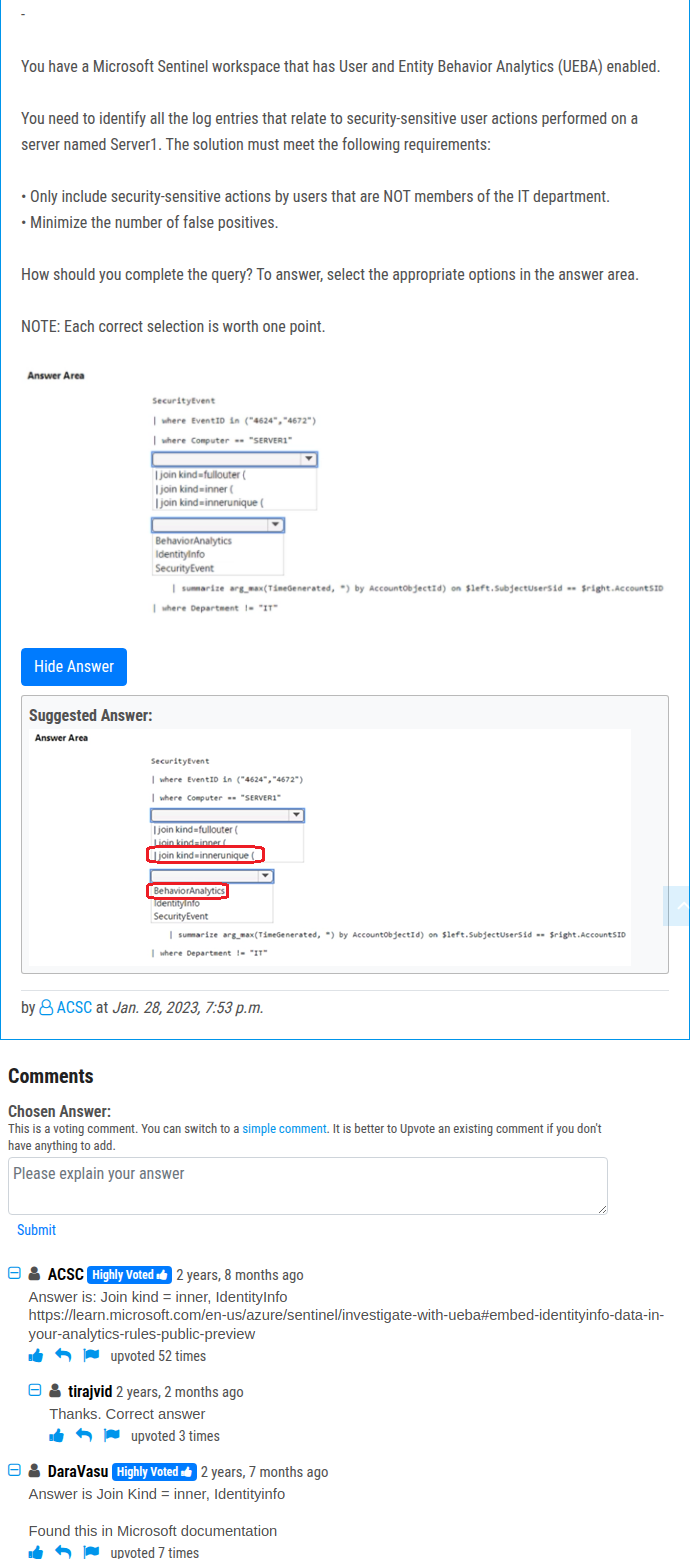 -
You have a Microsoft Sentinel workspace that has User and Entity Behavior Analytics (UEBA) enabled.
You need to identify all the log entries that relate to security-sensitive user actions performed on a
server named Server1. The solution must meet the following requirements:
• Only include security-sensitive actions by users that are NOT members of the IT department.
• Minimize the number of false positives.
How should you complete the query? To answer, select the appropriate options in the answer area.
NOTE: Each correct selection is worth one point.
Answer Area
SecurityEvent
| where EventID in ("4624","4672")
| where Computer == "SERVER1"
| join kind=fullouter (
| join kind=inner (
| join kind=innerunique (
BehaviorAnalytics
IdentityInfo
SecurityEvent
| summarize arg_max(TimeGenerated, *) by AccountObjectId) on $left.SubjectUserSid == $right.AccountSID
| where Department != "IT"
Hide Answer
Suggested Answer:
Answer Area
SecurityEvent
| where EventID in ("4624","4672")
| where Computer == "SERVER1"
| join kind=fullouter (
| join kind=inner (
| join kind=innerunique (
BehaviorAnalytics
IdentityInfo
SecurityEvent
| summarize arg_max(TimeGenerated, *) by AccountObjectId) on $left.SubjectUserSid == $right.AccountSID
| where Department != "IT"
by ACSC at Jan. 28, 2023, 7:53 p.m.
Comments
Chosen Answer:
This is a voting comment. You can switch to a simple comment. It is better to Upvote an existing comment if you don't
have anything to add.
Please explain your answer
Submit
ACSC Highly Voted 2 years, 8 months ago
Answer is: Join kind = inner, IdentityInfo
https://learn.microsoft.com/en-us/azure/sentinel/investigate-with-ueba#embed-identityinfo-data-in-
your-analytics-rules-public-preview
upvoted 52 times
tirajvid 2 years, 2 months ago
Thanks. Correct answer
upvoted 3 times
DaraVasu Highly Voted 2 years, 7 months ago
Answer is Join Kind = inner, Identityinfo
Found this in Microsoft documentation
upvoted 7 times